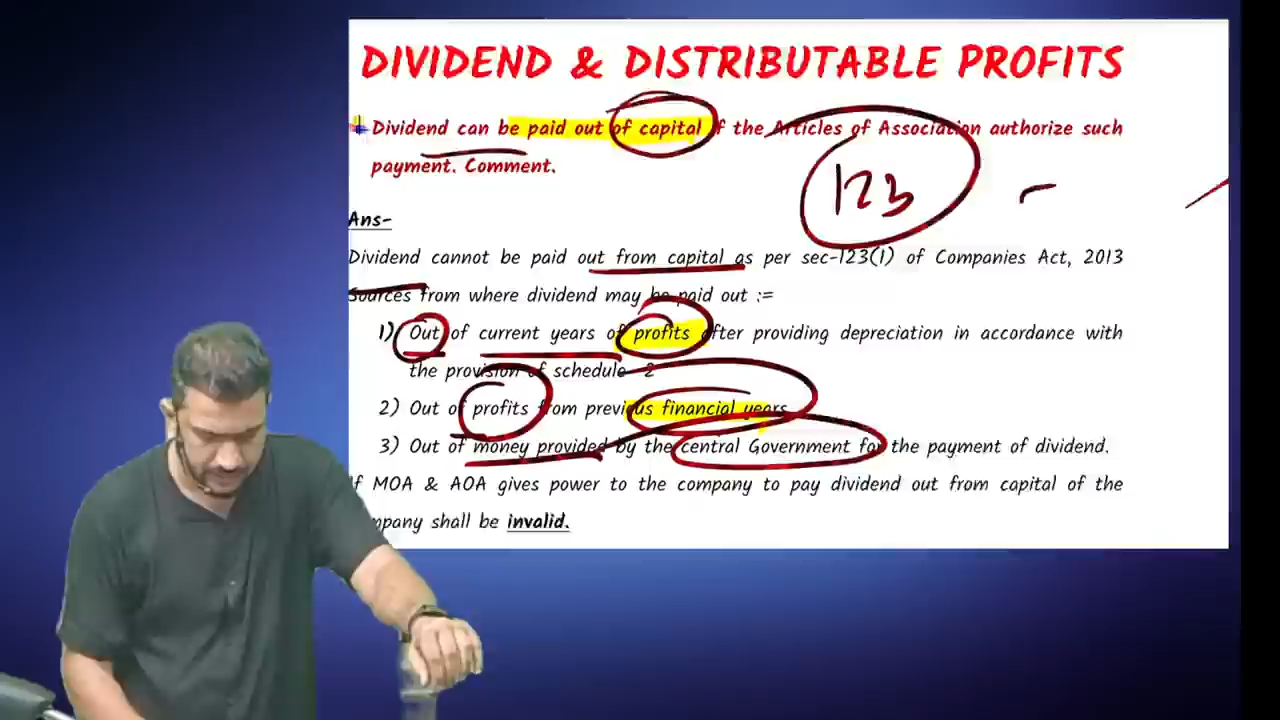 DIVIDEND & DISTRIBUTABLE PROFITS
Dividend can be paid out of capital if the Articles of Association authorize such
payment. Comment.
123
Ans-
Dividend cannot be paid out from capital as per sec-123(1) of Companies Act, 2013
Sources from where dividend may be paid out :=
1) Out of current years of profits after providing depreciation in accordance with
the provision of schedule- 2
2) Out of profits from previous financial years
3) Out of money provided by the central Government for the payment of dividend.
If MOA & AOA gives power to the company to pay dividend out from capital of the
company shall be invalid.